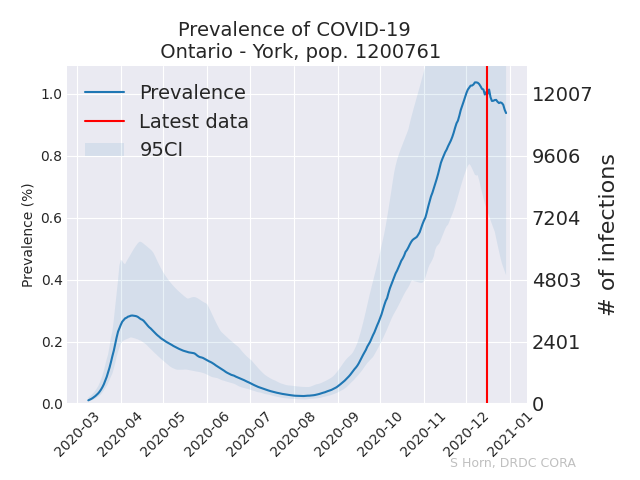 Prevalence of COVID-19
Ontario - York, pop. 1200761
Prevalence
Latest data
95CI
Prevalence (%)
1.0
0.8
0.6
0.4
0.2
0.0
12007
9606
7204
4803
2401
0
# of infections
2020-03
2020-04
2020-05
2020-06
2020-07
2020-08
2020-09
2020-10
2020-11
2020-12
2021-01
S Horn, DRDC CORA